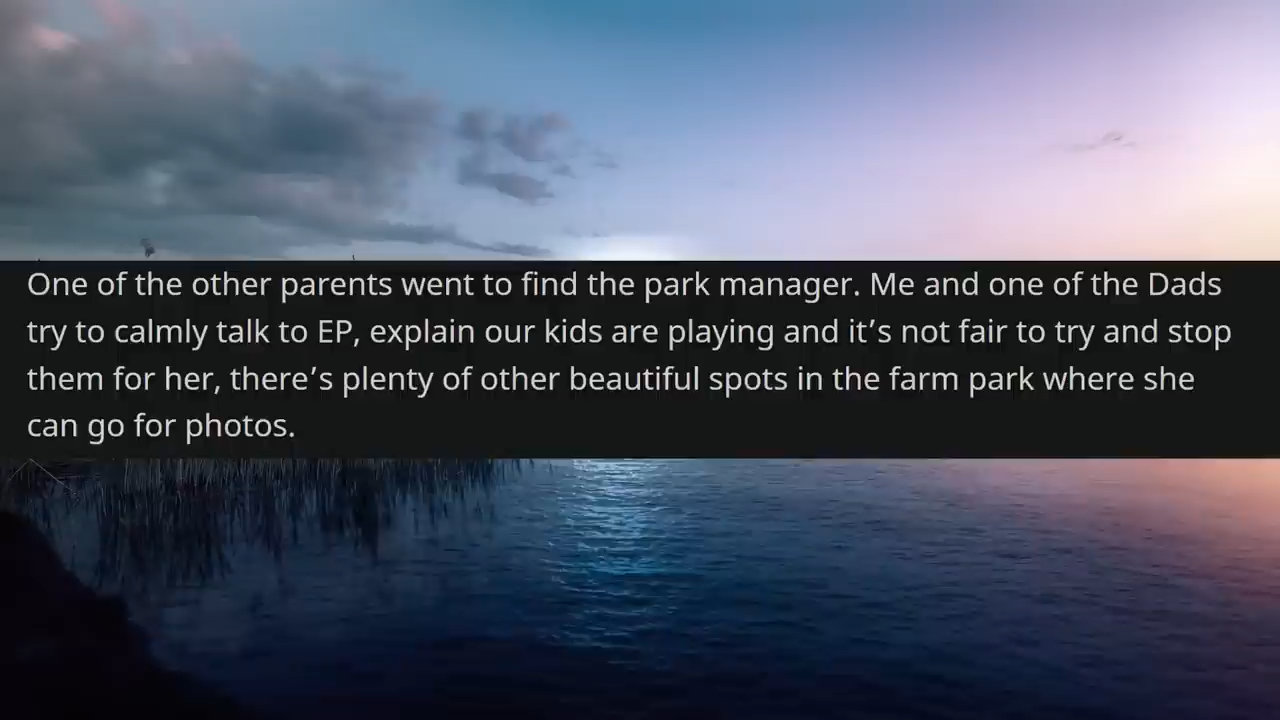 One of the other parents went to find the park manager. Me and one of the Dads
try to calmly talk to EP, explain our kids are playing and it’s not fair to try and stop
them for her, there’s plenty of other beautiful spots in the farm park where she
can go for photos.